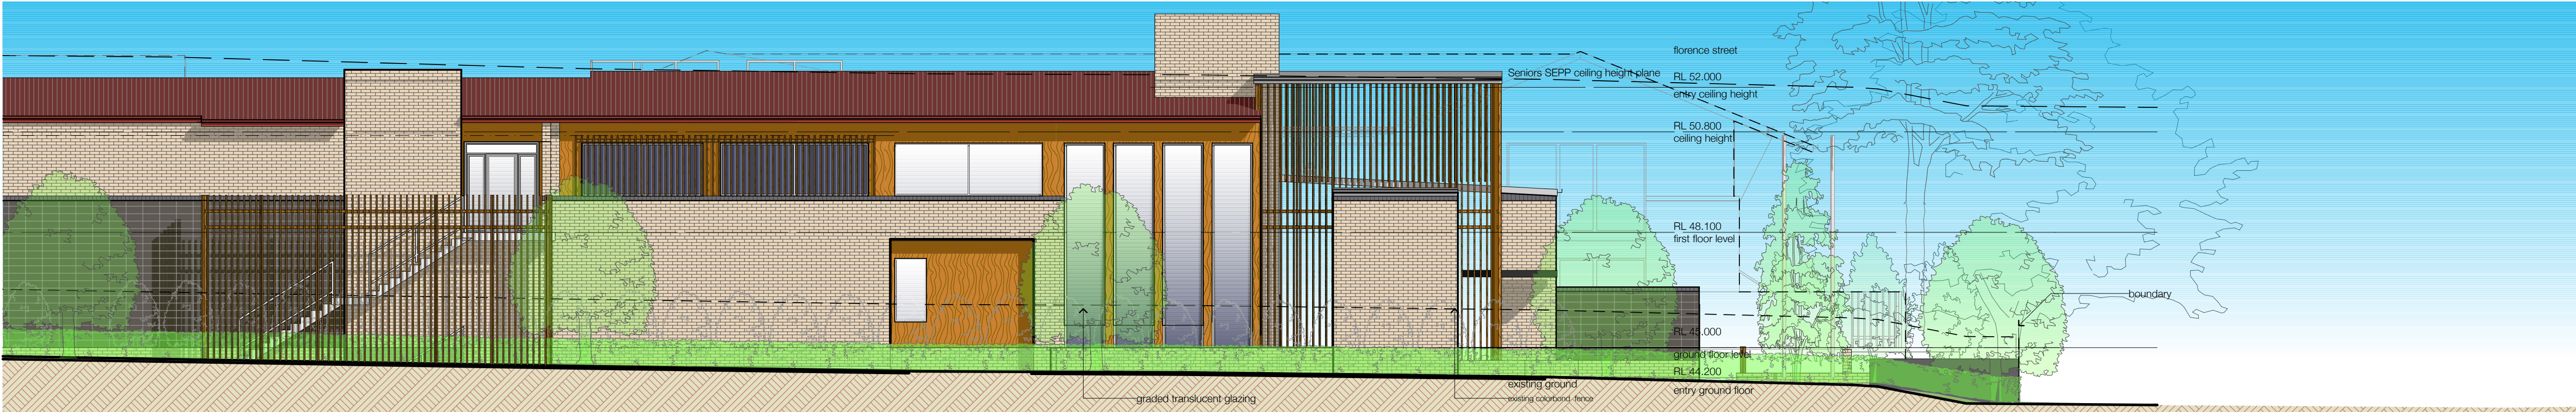 florence street
Seniors SEPP ceiling height plane
RL 52.000
entry ceiling height
RL 50.800
ceiling height
RL 48.100
first floor level
boundary
RL 45.000
ground floor level
RL 44.200
entry ground floor
existing ground
existing colorbond fence
graded translucent glazing